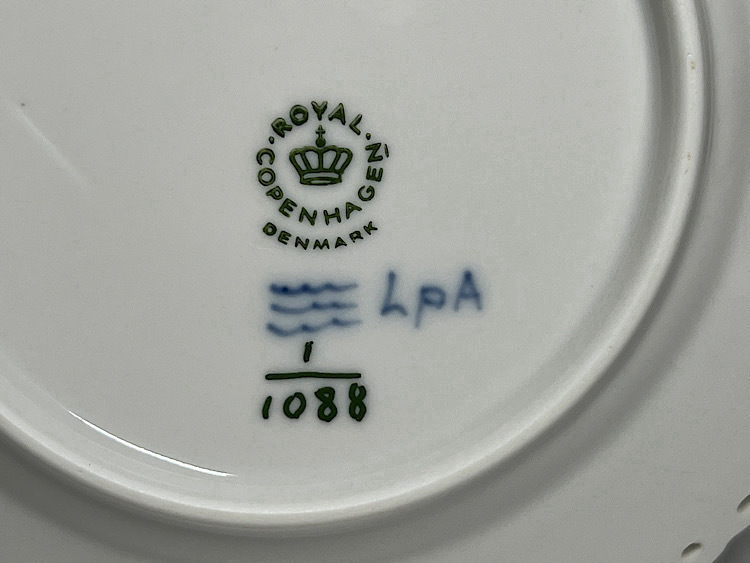 ROYAL
COPENHAGEN
DENMARK
LpA
1
1088